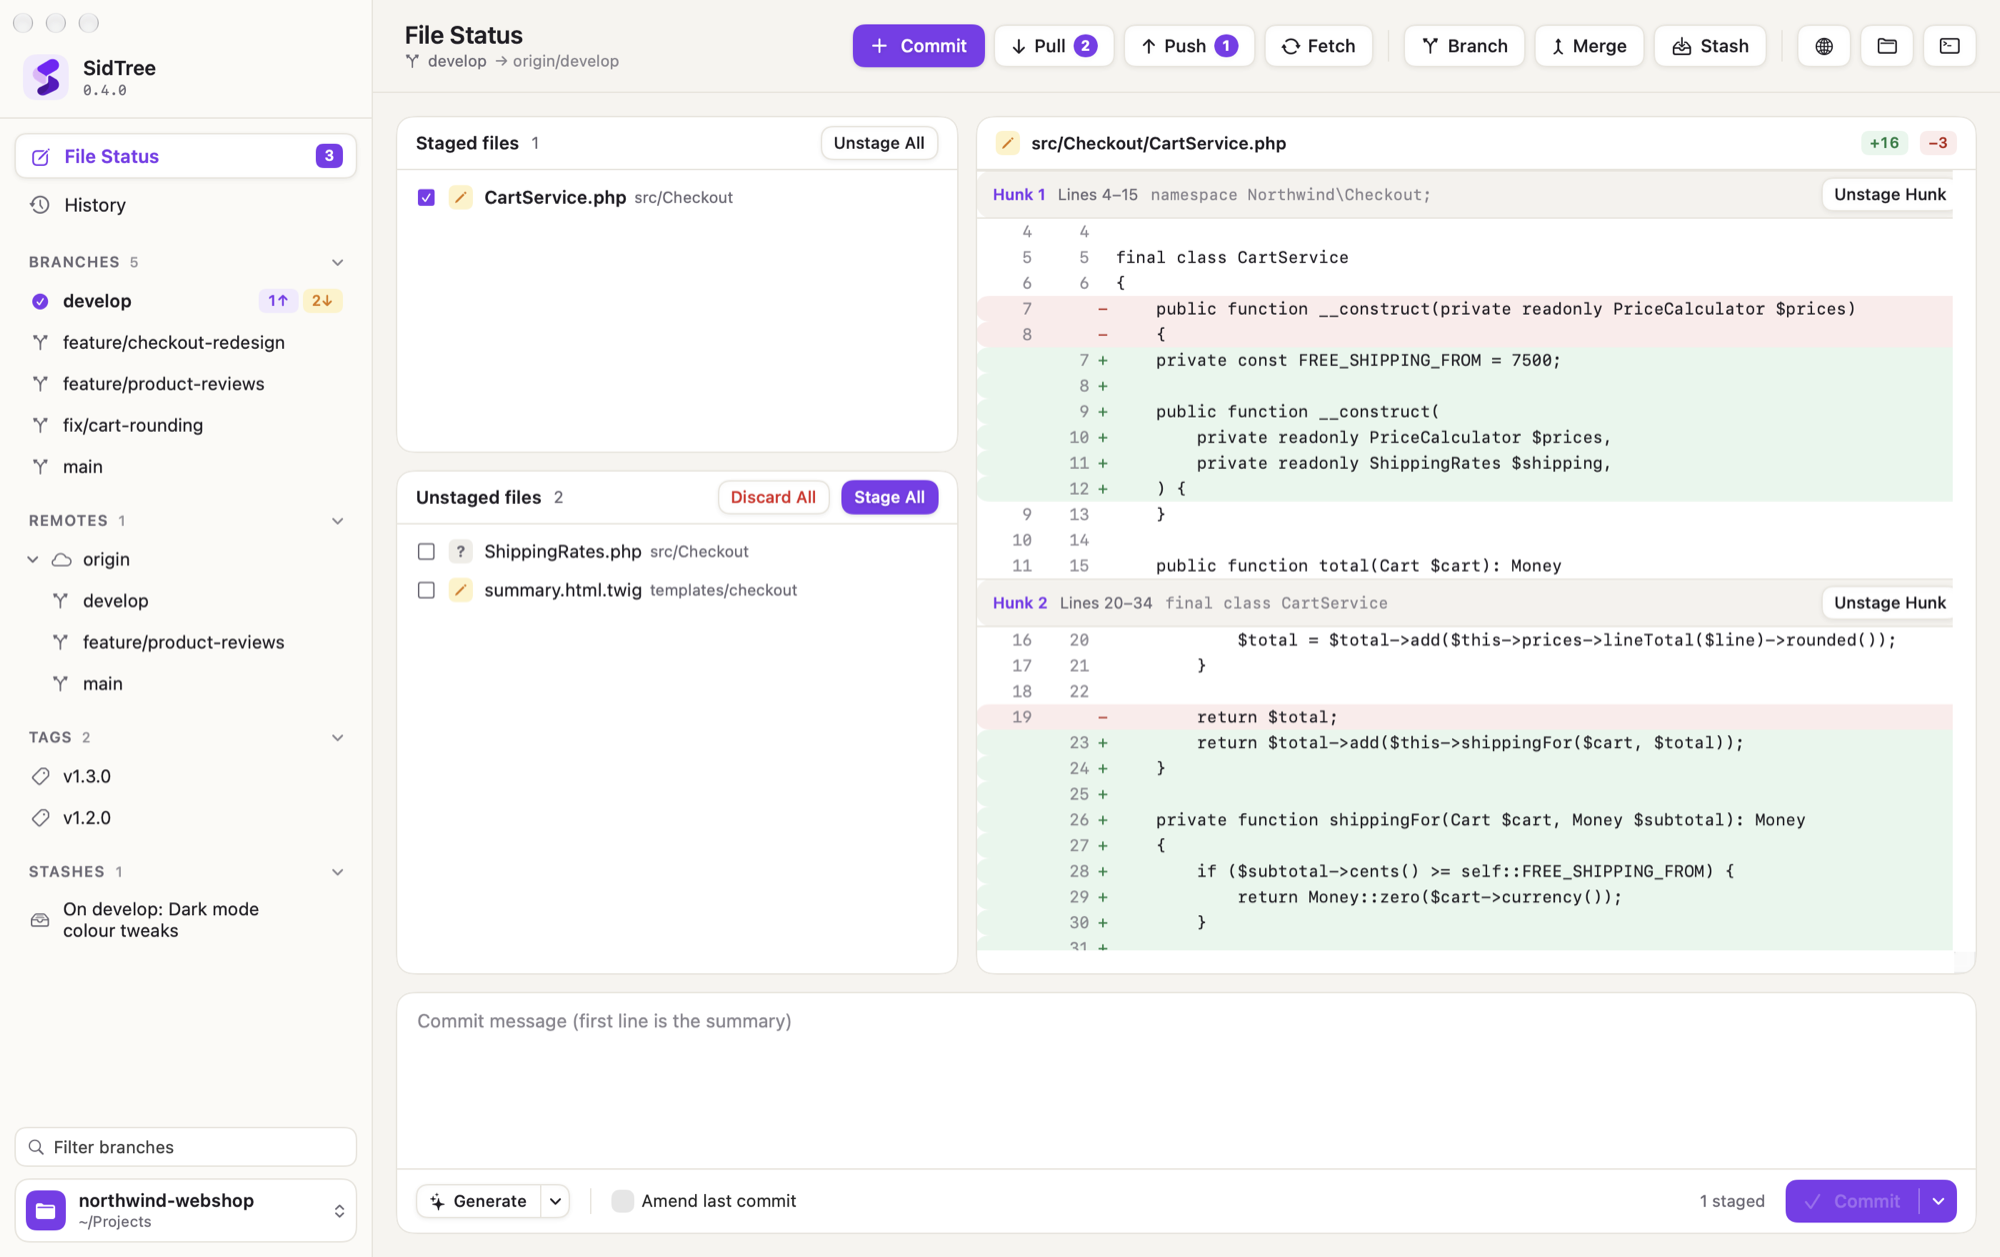 SidTree
0.4.0
File Status 3
History
BRANCHES 5
develop 1↑ 2↓
feature/checkout-redesign
feature/product-reviews
fix/cart-rounding
main
REMOTES 1
origin
develop
feature/product-reviews
main
TAGS 2
v1.3.0
v1.2.0
STASHES 1
On develop: Dark mode
colour tweaks
Filter branches
northwind-webshop
~/Projects
File Status
develop → origin/develop
+ Commit
↓ Pull 2
↑ Push 1
Fetch
Branch
Merge
Stash
Staged files 1
Unstage All
CartService.php src/Checkout
Unstaged files 2
Discard All
Stage All
? ShippingRates.php src/Checkout
summary.html.twig templates/checkout
src/Checkout/CartService.php +16 −3
Hunk 1 Lines 4–15 namespace Northwind\Checkout; Unstage Hunk
4 4
5 5 final class CartService
6 6 {
7 − public function __construct(private readonly PriceCalculator $prices)
8 − {
7 + private const FREE_SHIPPING_FROM = 7500;
8 +
9 + public function __construct(
10 + private readonly PriceCalculator $prices,
11 + private readonly ShippingRates $shipping,
12 + ) {
9 13 }
10 14
11 15 public function total(Cart $cart): Money
Hunk 2 Lines 20–34 final class CartService Unstage Hunk
16 20 $total = $total->add($this->prices->lineTotal($line)->rounded());
17 21 }
18 22
19 − return $total;
23 + return $total->add($this->shippingFor($cart, $total));
24 + }
25 +
26 + private function shippingFor(Cart $cart, Money $subtotal): Money
27 + {
28 + if ($subtotal->cents() >= self::FREE_SHIPPING_FROM) {
29 + return Money::zero($cart->currency());
30 + }
31 +
Commit message (first line is the summary)
Generate
Amend last commit
1 staged
Commit